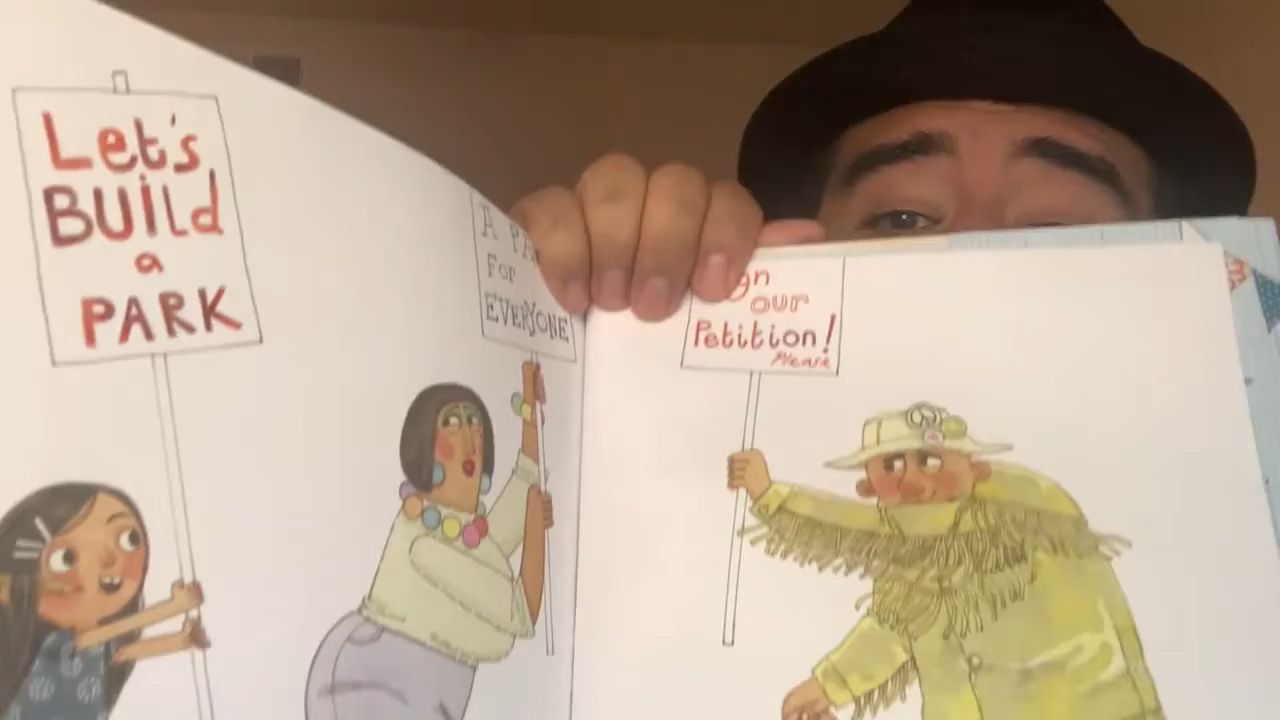 Let's
BUiLd
a
PARK
A
For
EVERYONE
our
Petition!
Please